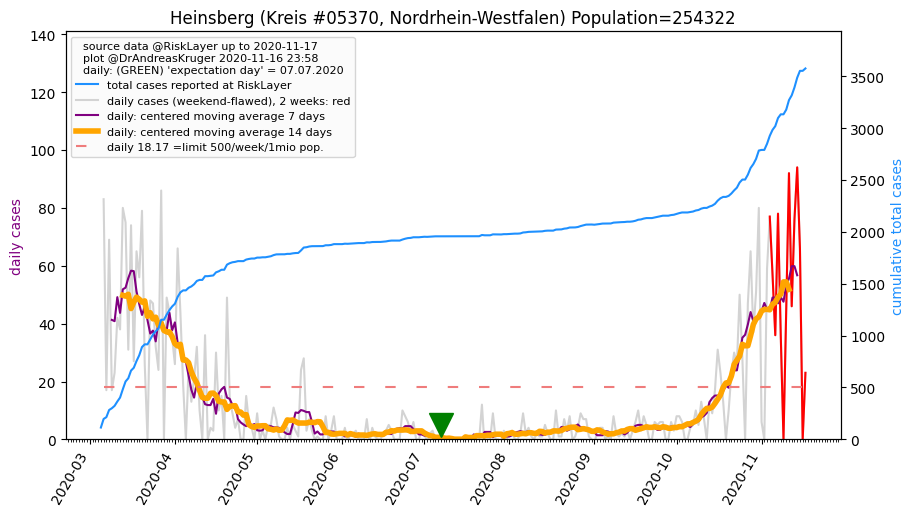 Heinsberg (Kreis #05370, Nordrhein-Westfalen) Population=254322
source data @RiskLayer up to 2020-11-17
plot @DrAndreasKruger 2020-11-16 23:58
daily: (GREEN) 'expectation day' = 07.07.2020
total cases reported at RiskLayer
daily cases (weekend-flawed), 2 weeks: red
daily: centered moving average 7 days
daily: centered moving average 14 days
daily 18.17 =limit 500/week/1mio pop.
daily cases
140
120
100
80
60
40
20
0
cumulative total cases
3500
3000
2500
2000
1500
1000
500
0
2020-03
2020-04
2020-05
2020-06
2020-07
2020-08
2020-09
2020-10
2020-11